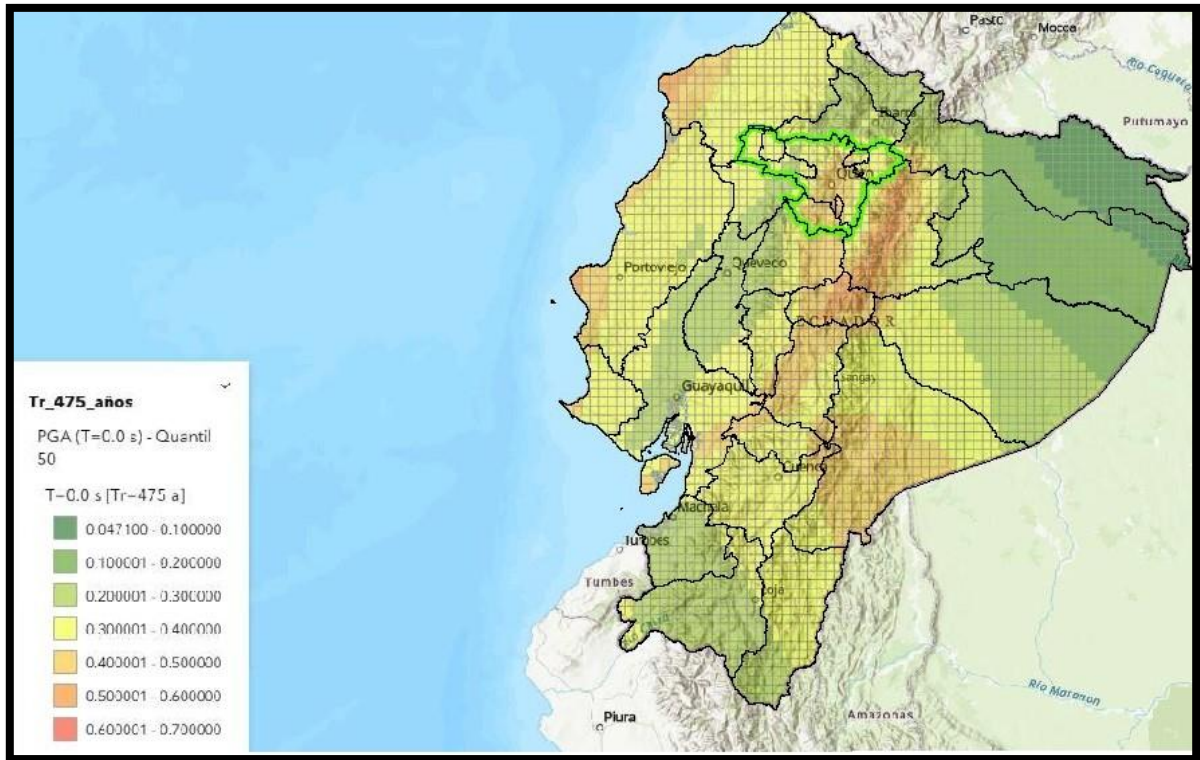 Pasto
Mocoa
Río Caquetá
Putumayo
Ibarra
Quito
Portoviejo
Quevedo
ECUADOR
Sangay
Guayaquil
Cuenca
Machala
Tumbes
Tumbes
Loja
Piura
Río Marañon
Amazonas
Tr_475_años
PGA (T=0.0 s) - Quantil
50
T=0.0 s [Tr=475 a]
0.047100 - 0.100000
0.100001 - 0.200000
0.200001 - 0.300000
0.300001 - 0.400000
0.400001 - 0.500000
0.500001 - 0.600000
0.600001 - 0.700000